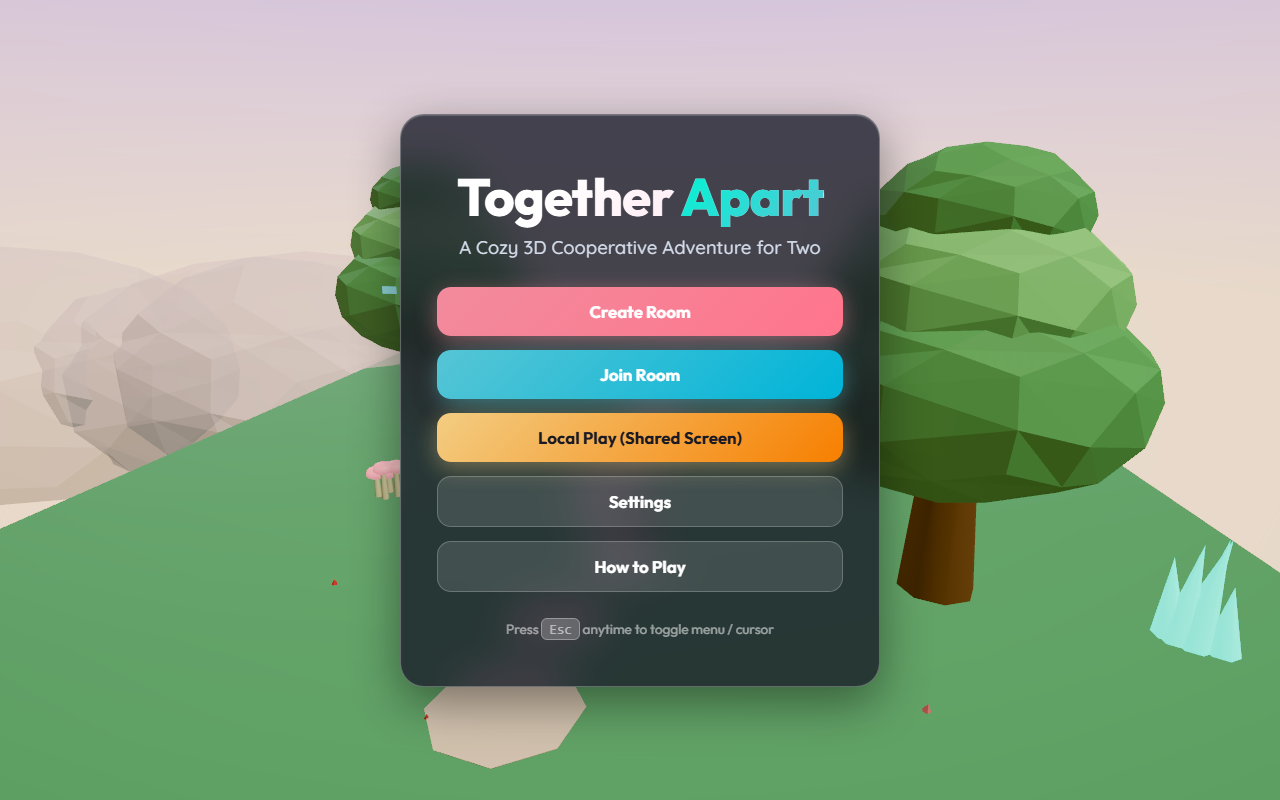 Together Apart
A Cozy 3D Cooperative Adventure for Two
Create Room
Join Room
Local Play (Shared Screen)
Settings
How to Play
Press Esc anytime to toggle menu / cursor